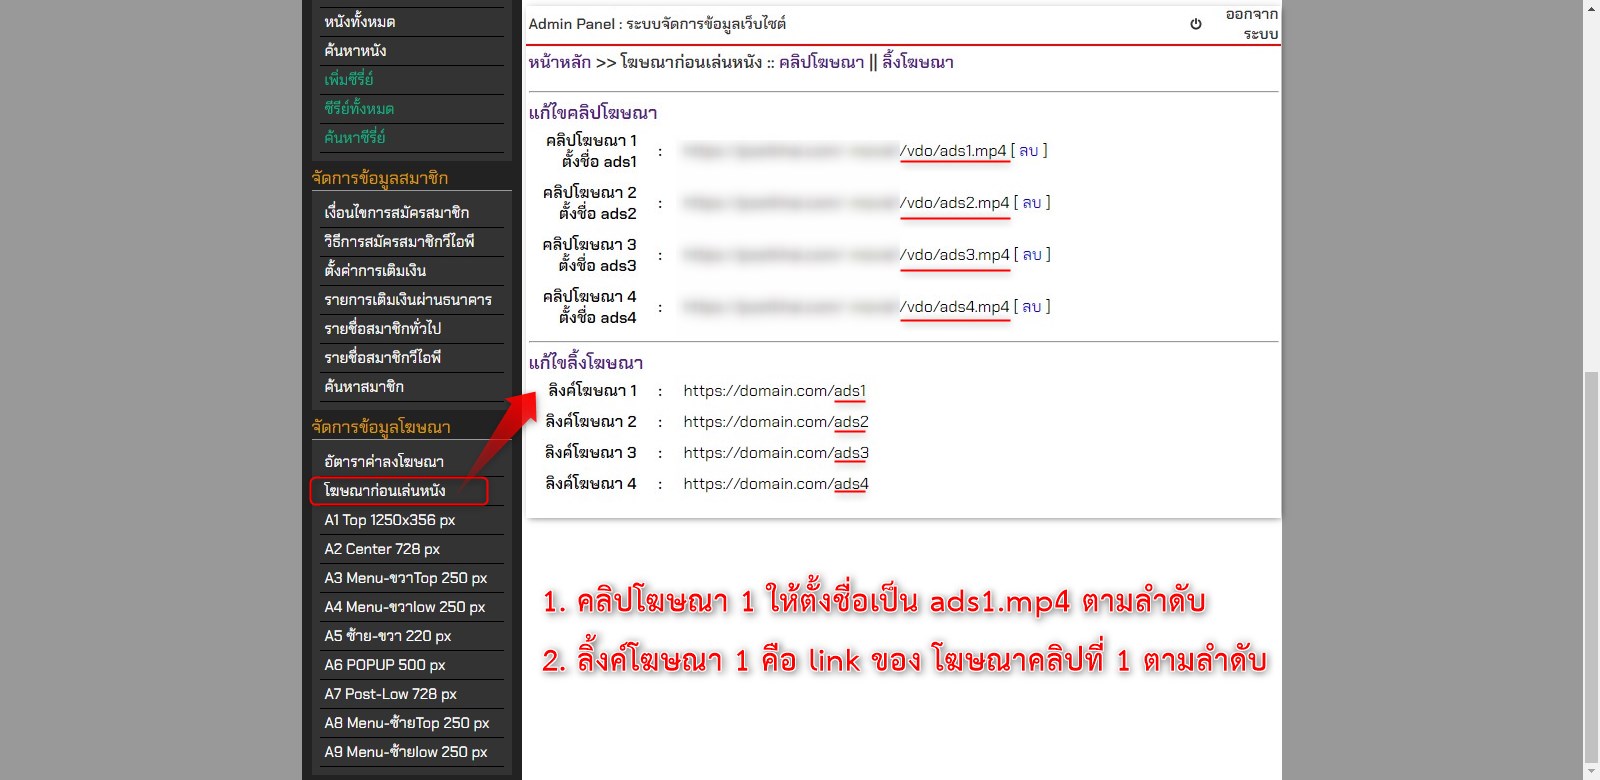 หนังทั้งหมด
ค้นหาหนัง
เพิ่มซีรี่ย์
ซีรีย์ทั้งหมด
ค้นหาซีรี่ย์
จัดการข้อมูลสมาชิก
เงื่อนไขการสมัครสมาชิก
วิธีการสมัครสมาชิกวีไอพี
ตั้งค่าการเติมเงิน
รายการเติมเงินผ่านธนาคาร
รายชื่อสมาชิกทั่วไป
รายชื่อสมาชิกวีไอพี
ค้นหาสมาชิก
จัดการข้อมูลโฆษณา
อัตาราค่าลงโฆษณา
โฆษณาก่อนเล่นหนัง
A1 Top 1250x356 px
A2 Center 728 px
A3 Menu-ขวาTop 250 px
A4 Menu-ขวาlow 250 px
A5 ซ้าย-ขวา 220 px
A6 POPUP 500 px
A7 Post-Low 728 px
A8 Menu-ซ้ายTop 250 px
A9 Menu-ซ้ายlow 250 px
Admin Panel : ระบบจัดการข้อมูลเว็บไซต์
ออกจาก
ระบบ
หน้าหลัก >> โฆษณาก่อนเล่นหนัง :: คลิปโฆษณา || ลิ้งโฆษณา
แก้ไขคลิปโฆษณา
คลิปโฆษณา 1
ตั้งชื่อ ads1 : /vdo/ads1.mp4 [ ลบ ]
คลิปโฆษณา 2
ตั้งชื่อ ads2 : /vdo/ads2.mp4 [ ลบ ]
คลิปโฆษณา 3
ตั้งชื่อ ads3 : /vdo/ads3.mp4 [ ลบ ]
คลิปโฆษณา 4
ตั้งชื่อ ads4 : /vdo/ads4.mp4 [ ลบ ]
แก้ไขลิ้งโฆษณา
ลิงค์โฆษณา 1 : https://domain.com/ads1
ลิงค์โฆษณา 2 : https://domain.com/ads2
ลิงค์โฆษณา 3 : https://domain.com/ads3
ลิงค์โฆษณา 4 : https://domain.com/ads4
1. คลิปโฆษณา 1 ให้ตั้งชื่อเป็น ads1.mp4 ตามลำดับ
2. ลิ้งค์โฆษณา 1 คือ link ของ โฆษณาคลิปที่ 1 ตามลำดับ